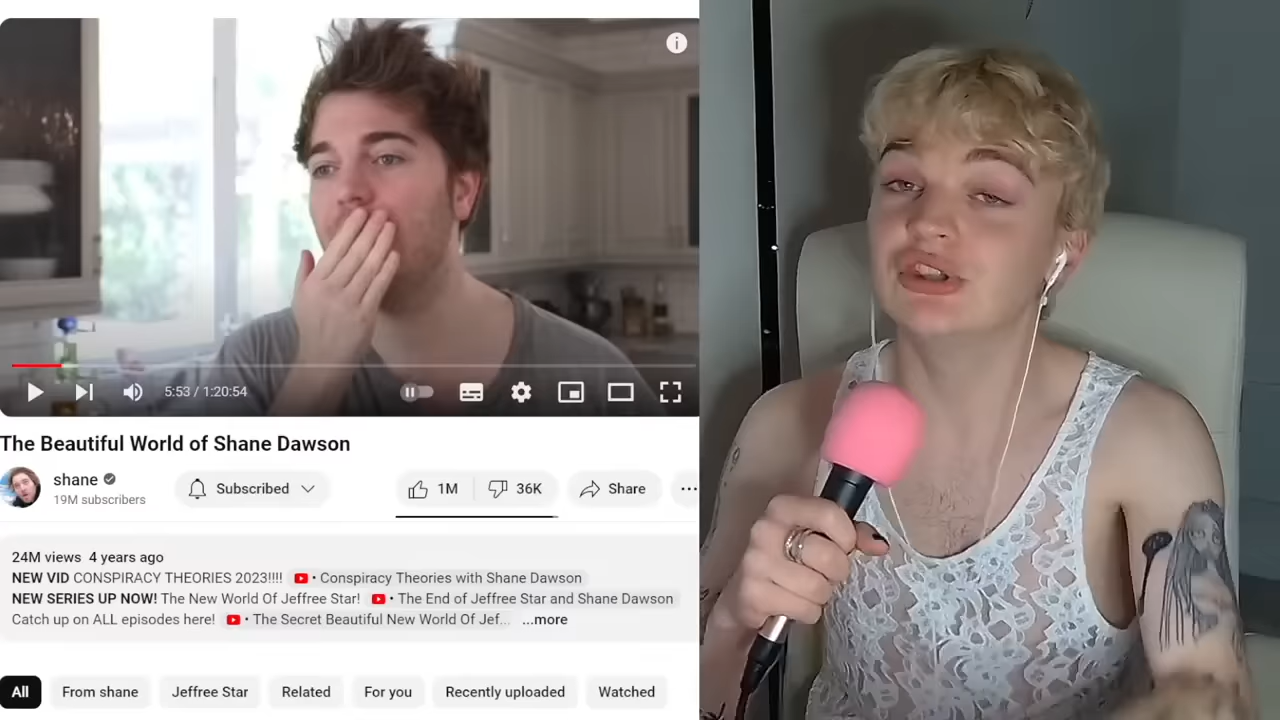 5:53 / 1:20:54
The Beautiful World of Shane Dawson
shane
19M subscribers
Subscribed
1M
36K
Share
24M views 4 years ago
NEW VID CONSPIRACY THEORIES 2023!!!! • Conspiracy Theories with Shane Dawson
NEW SERIES UP NOW! The New World Of Jeffree Star! • The End of Jeffree Star and Shane Dawson
Catch up on ALL episodes here! • The Secret Beautiful New World Of Jef... ...more
All From shane Jeffree Star Related For you Recently uploaded Watched